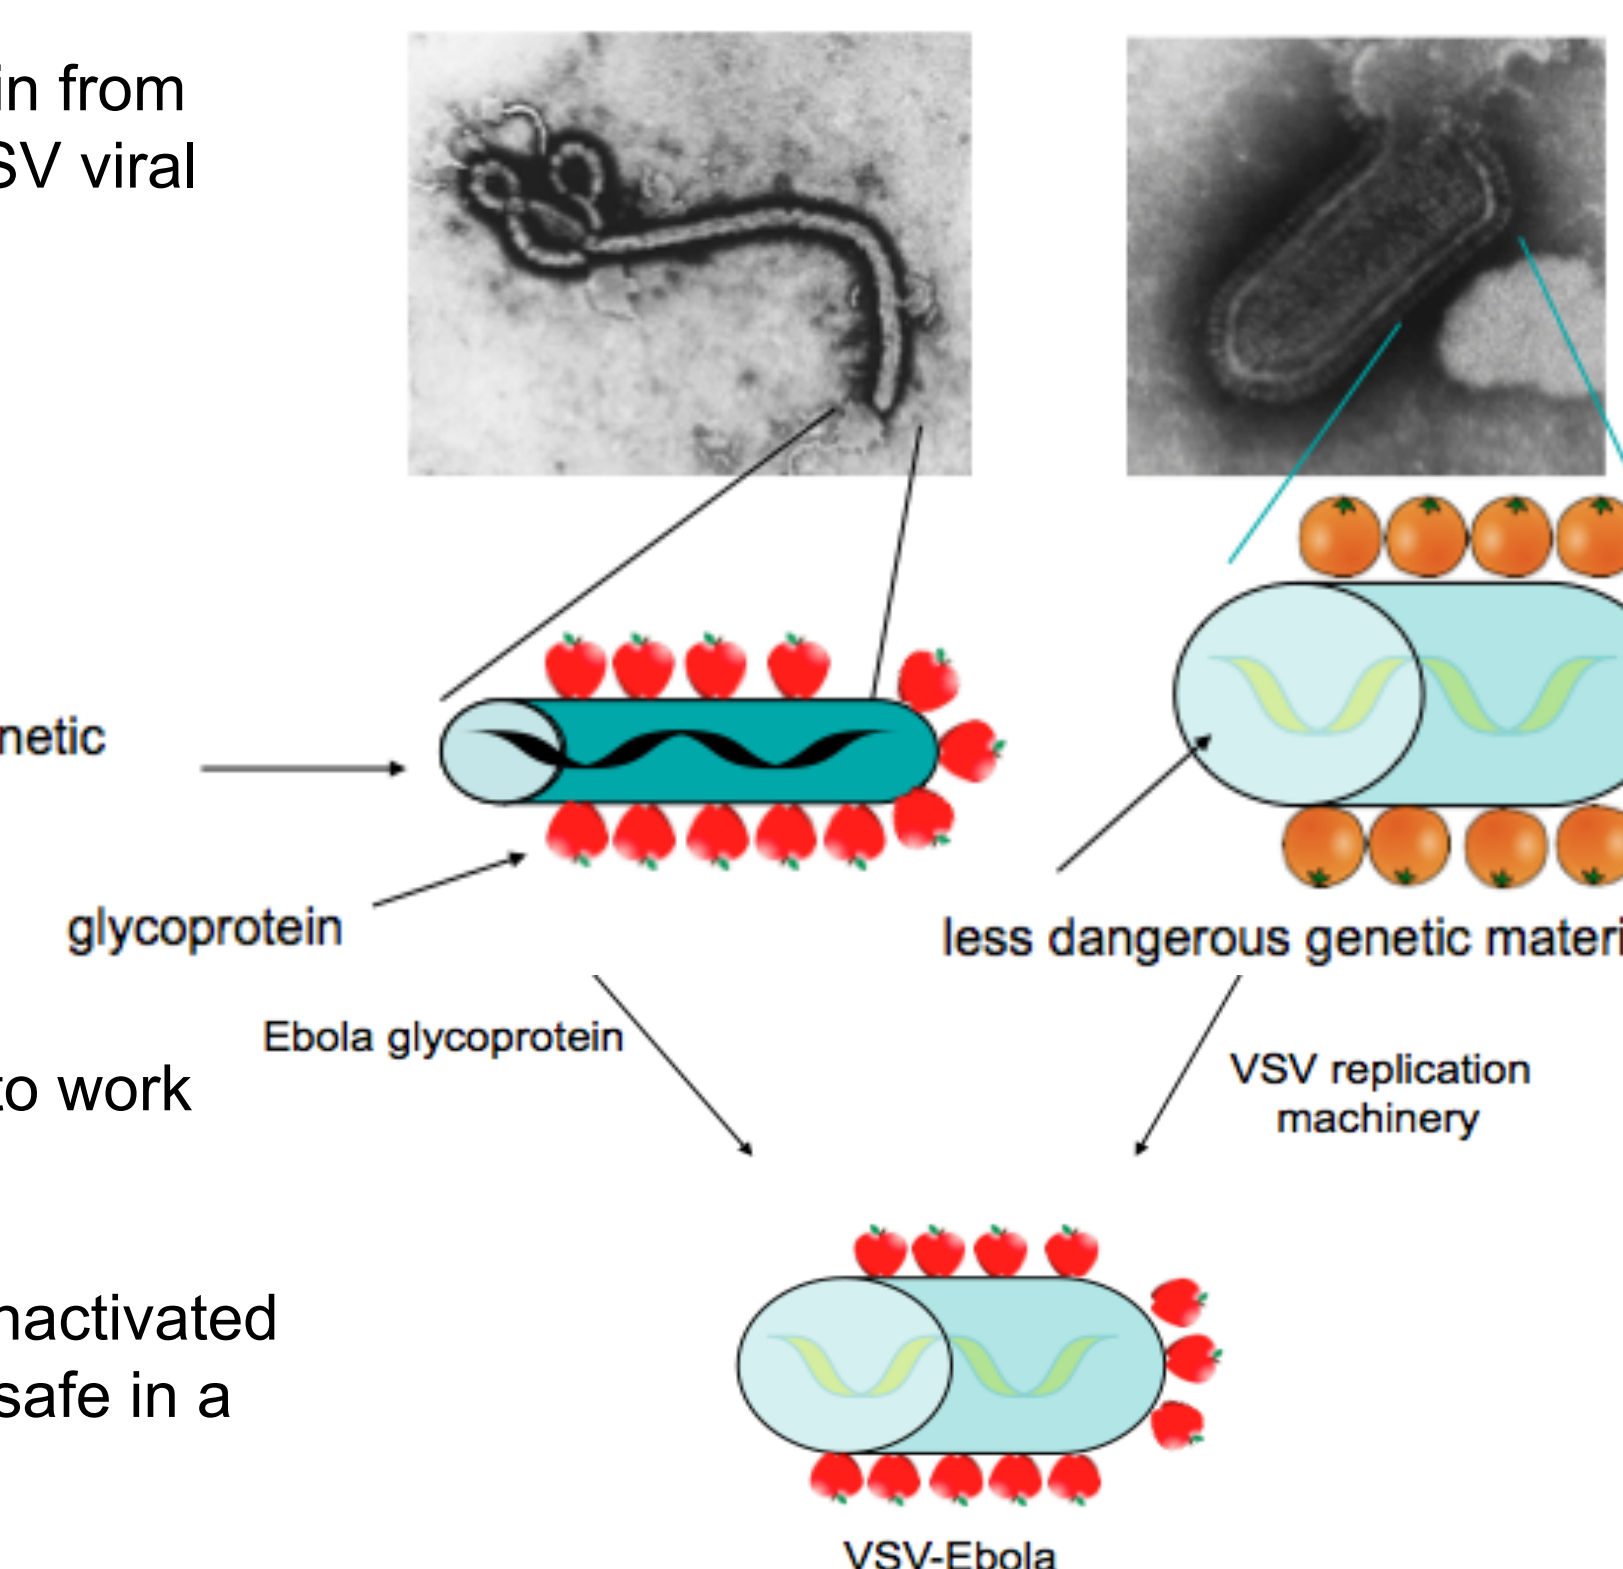 in from
SV viral
netic
glycoprotein
less dangerous genetic materi
Ebola glycoprotein
VSV replication
machinery
to work
nactivated
safe in a
VSV-Ebola